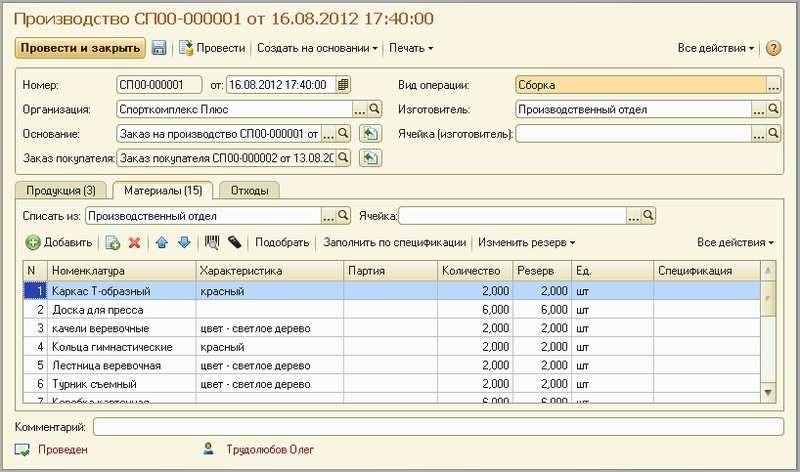 Производство СП00-000001 от 16.08.2012 17:40:00
Провести и закрыть Провести Создать на основании Печать Все действия ?
Номер: СП00-000001 от: 16.08.2012 17:40:00 Вид операции: Сборка ...
Организация: Спорткомплекс Плюс ... Изготовитель: Производственный отдел ...
Основание: Заказ на производство СП00-000001 от ... Ячейка (изготовитель): ...
Заказ покупателя: Заказ покупателя СП00-000002 от 13.08.20
Продукция (3) Материалы (15) Отходы
Списать из: Производственный отдел ... Ячейка: ...
Добавить Подобрать Заполнить по спецификации Изменить резерв Все действия
N Номенклатура Характеристика Партия Количество Резерв Ед. Спецификация
1 Каркас Т-образный красный 2,000 2,000 шт
2 Доска для пресса 6,000 6,000 шт
3 качели веревочные цвет - светлое дерево 2,000 2,000 шт
4 Кольца гимнастические красный 2,000 2,000 шт
5 Лестница веревочная цвет - светлое дерево 2,000 2,000 шт
6 Турник съемный цвет - светлое дерево 2,000 2,000 шт
7 Коробка картонная 6,000 6,000 шт
Комментарий:
Проведен Трудолюбов Олег